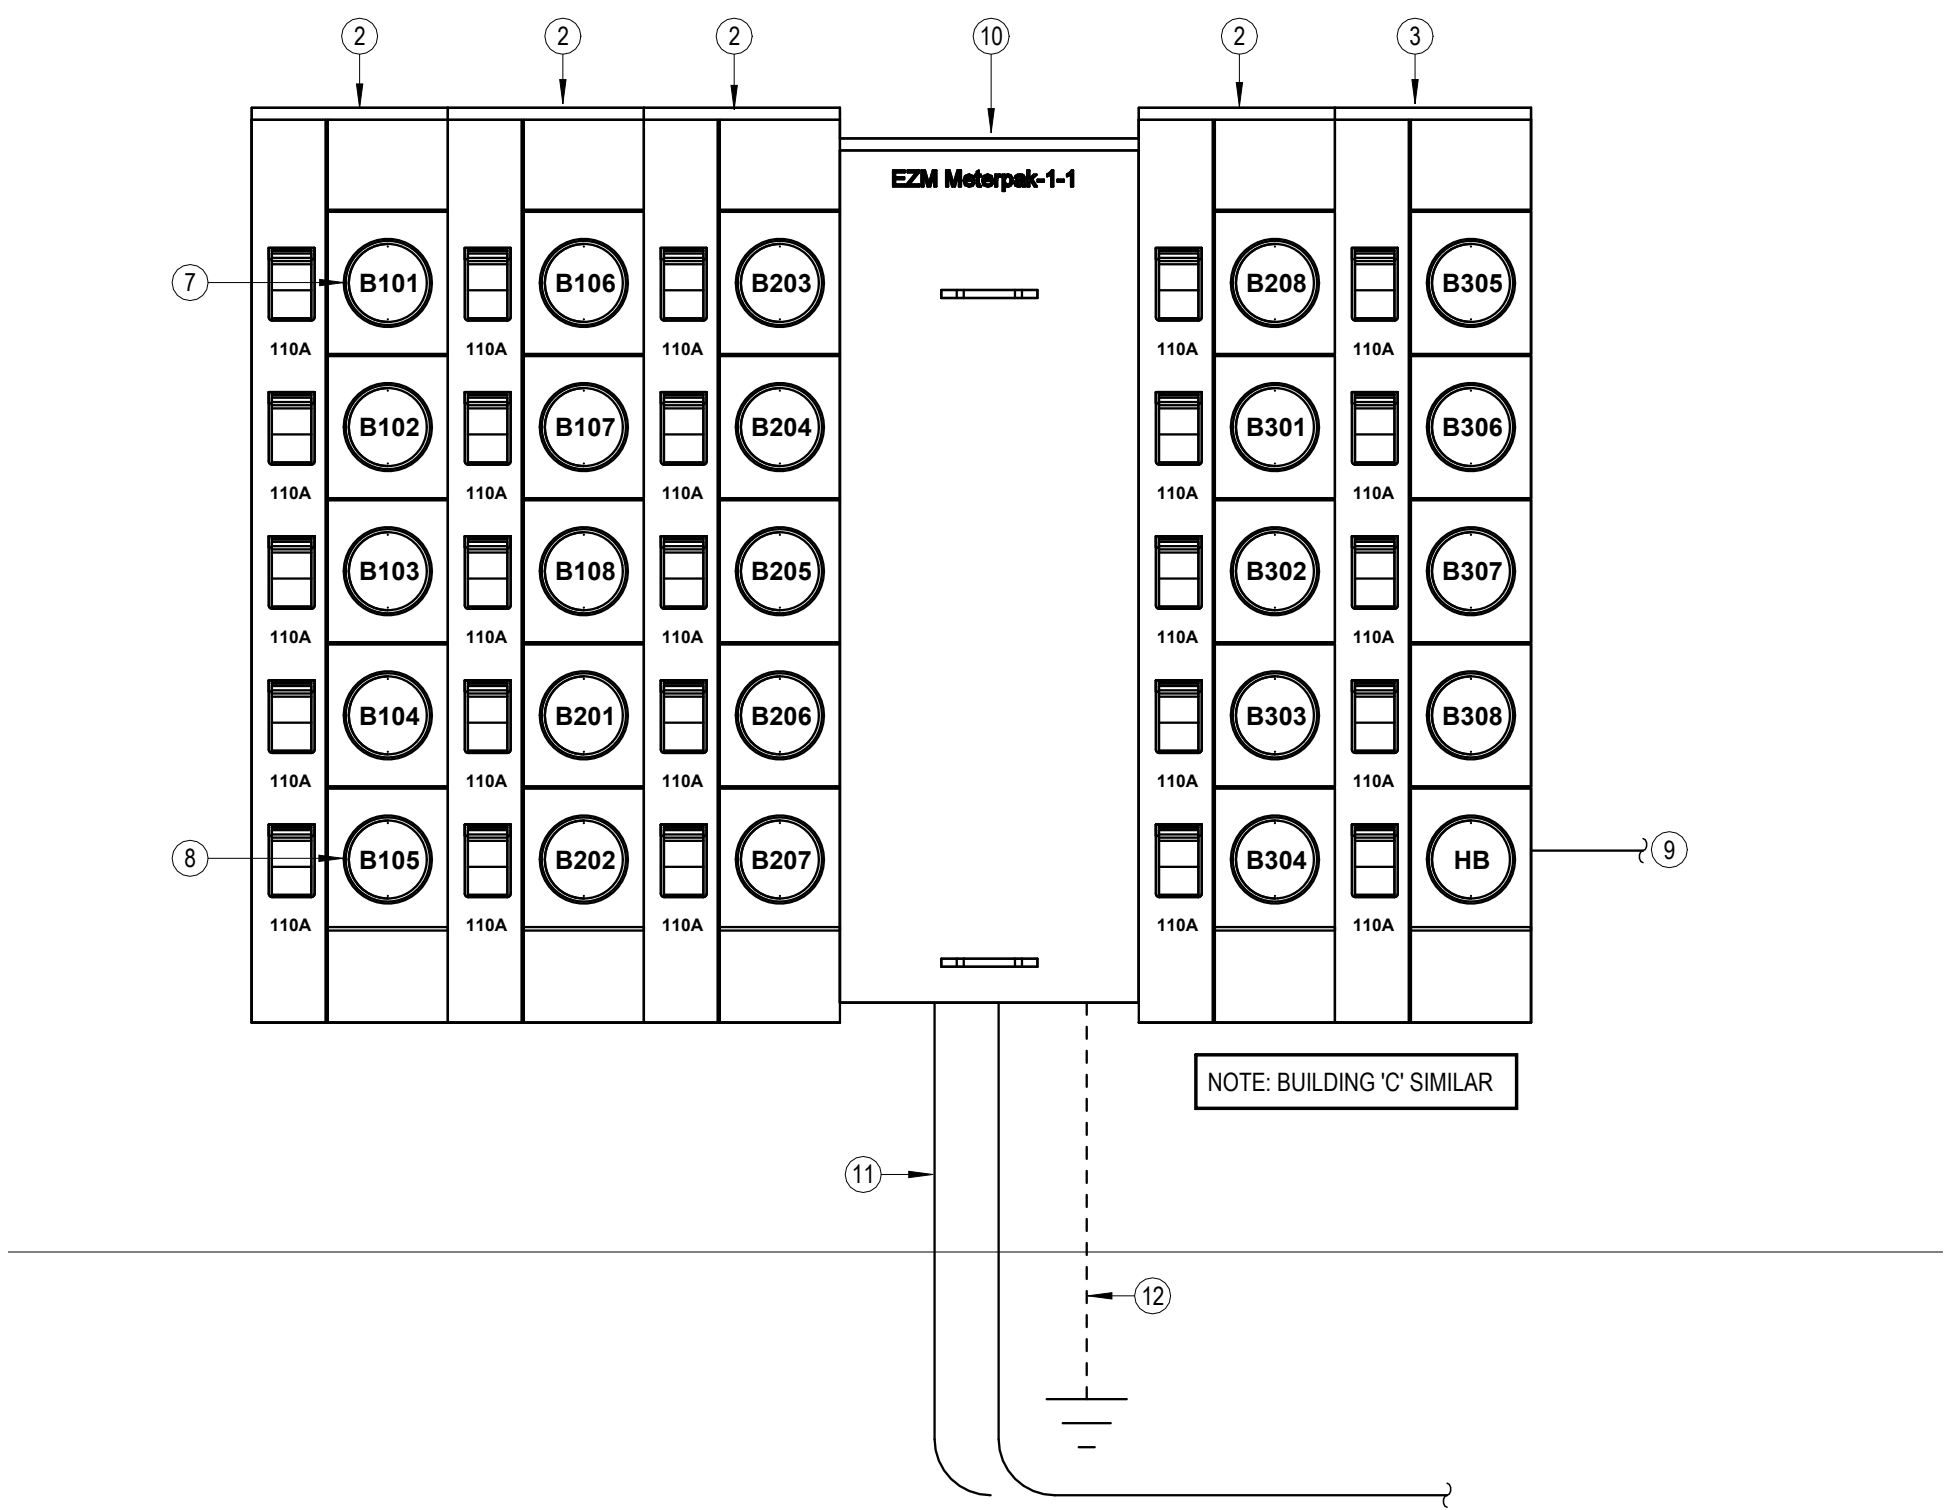 2 2 2 10 2 3
EZM Meterpak-1-1
7 B101 B106 B203 B208 B305
110A 110A 110A 110A 110A
B102 B107 B204 B301 B306
110A 110A 110A 110A 110A
B103 B108 B205 B302 B307
110A 110A 110A 110A 110A
B104 B201 B206 B303 B308
110A 110A 110A 110A 110A
8 B105 B202 B207 B304 HB 9
110A 110A 110A 110A 110A
NOTE: BUILDING 'C' SIMILAR
11
12